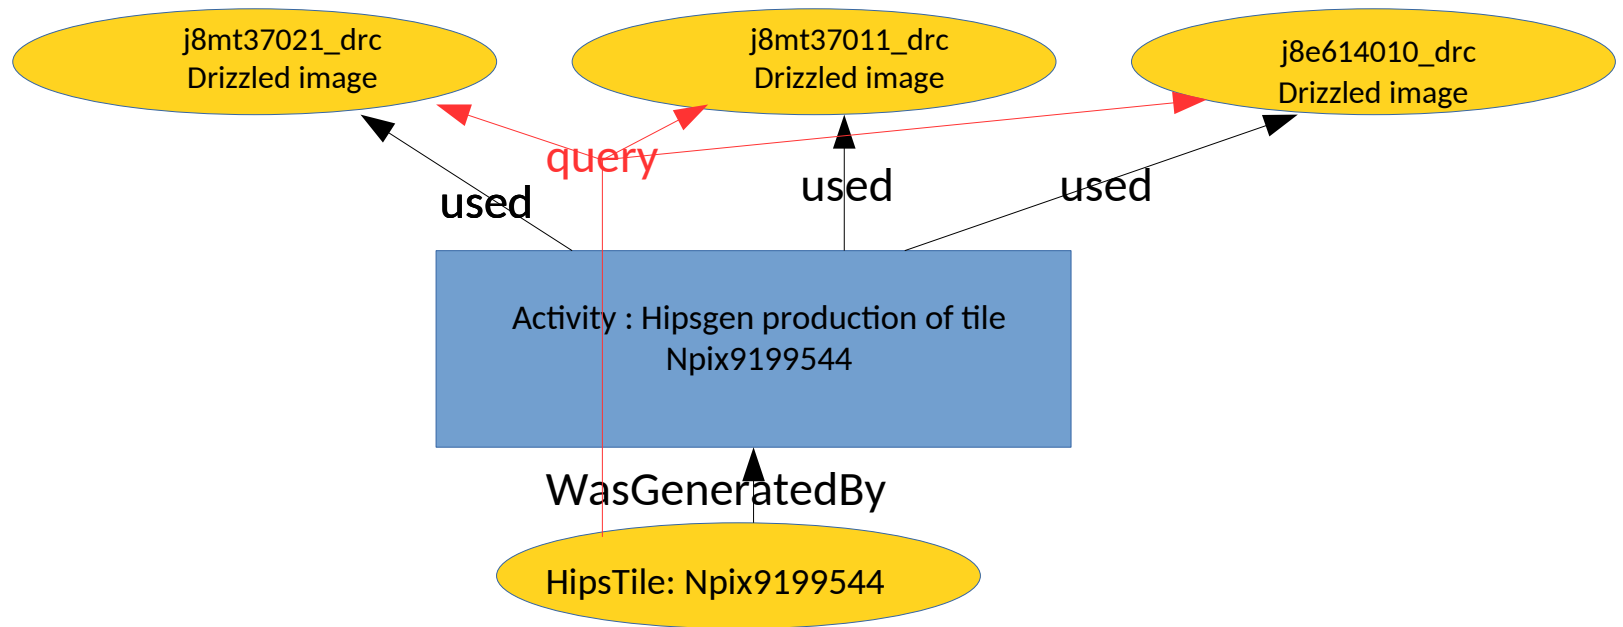 j8mt37021_drc
Drizzled image
j8mt37011_drc
Drizzled image
j8e614010_drc
Drizzled image
query
used
used
used
Activity : Hipsgen production of tile
Npix9199544
WasGeneratedBy
HipsTile: Npix9199544